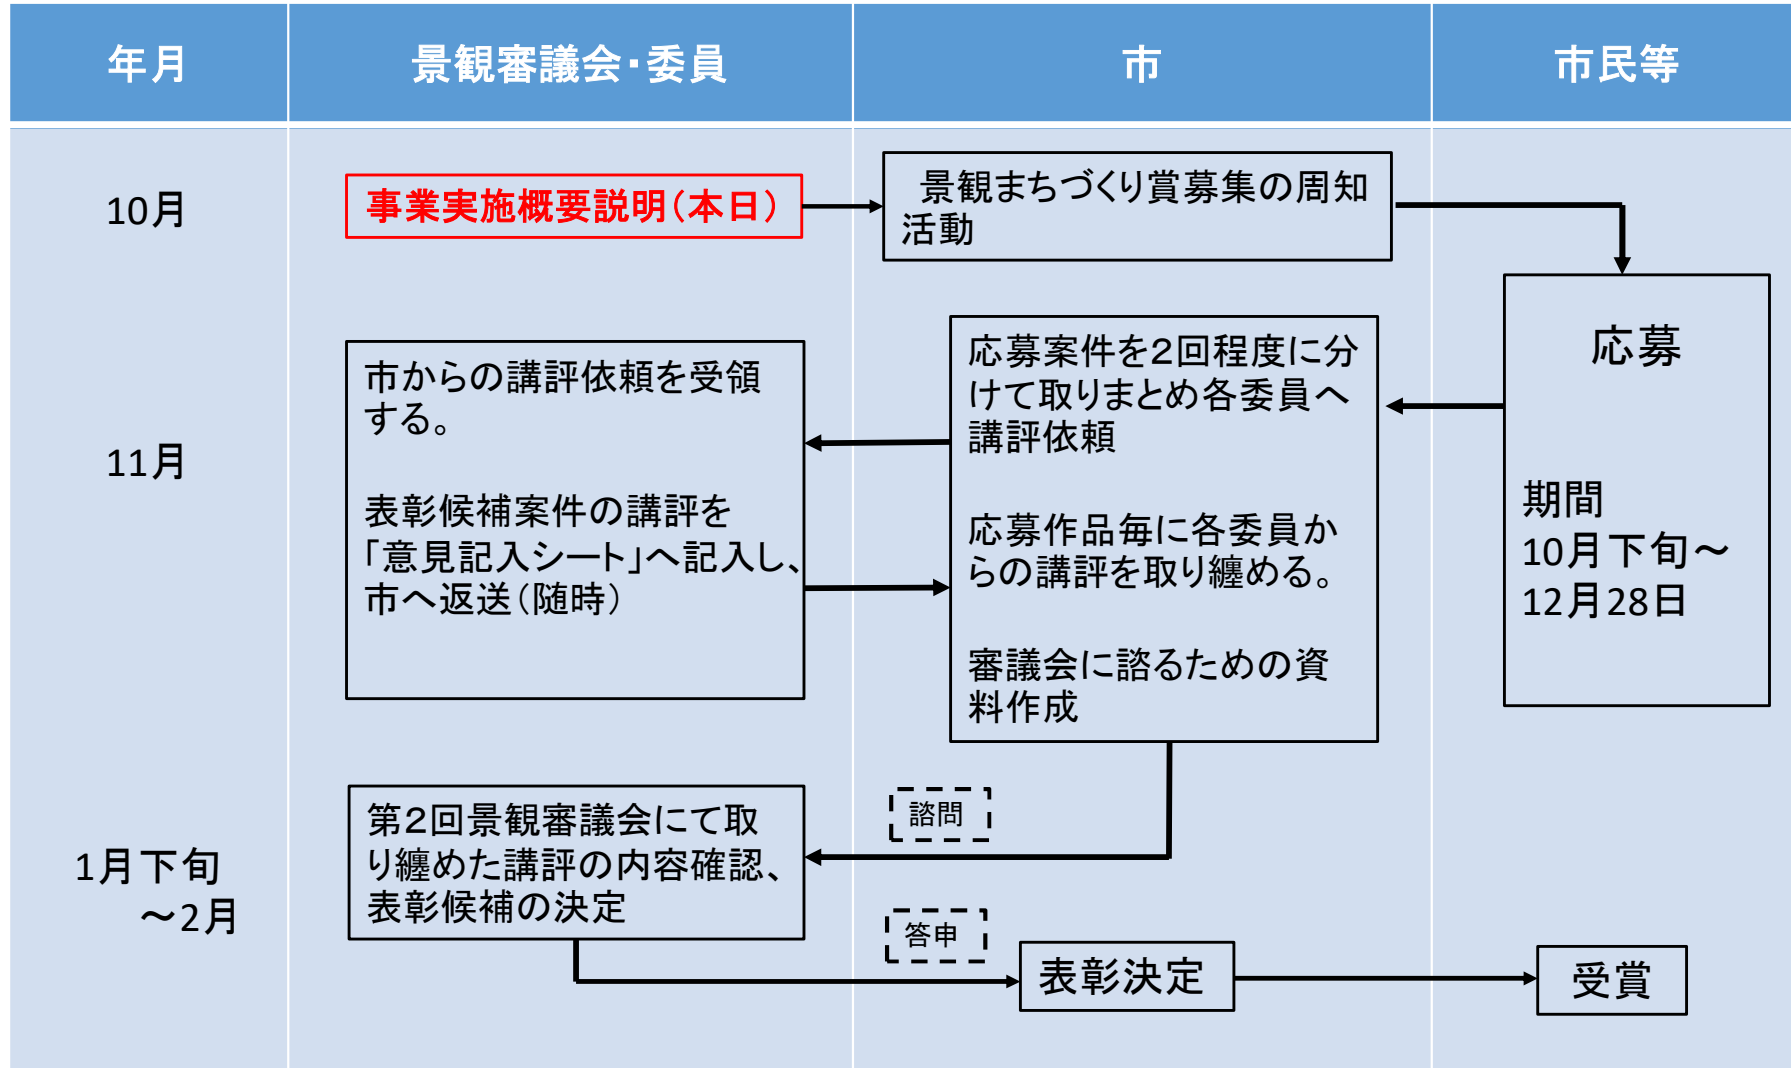 年月
景観審議会・委員
市
市民等
10月
事業実施概要説明(本日)
景観まちづくり賞募集の周知
活動
11月
市からの講評依頼を受領
する。
表彰候補案件の講評を
「意見記入シート」へ記入し、
市へ返送(随時)
応募案件を2回程度に分
けて取りまとめ各委員へ
講評依頼
応募作品毎に各委員か
らの講評を取り纏める。
審議会に諮るための資
料作成
応募
期間
10月下旬～
12月28日
1月下旬
～2月
第2回景観審議会にて取
り纏めた講評の内容確認、
表彰候補の決定
諮問
答申
表彰決定
受賞